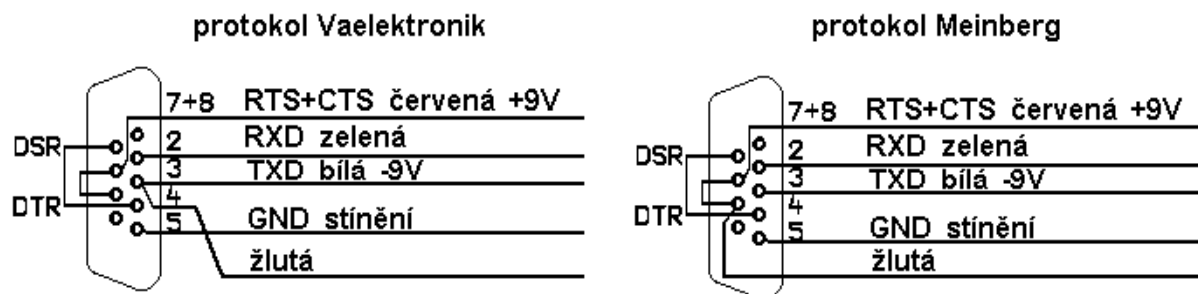 protokol Vaelektronik
7+8 RTS+CTS červená +9V
2 RXD zelená
DSR
3 TXD bílá -9V
4
DTR
5 GND stínění
žlutá
protokol Meinberg
7+8 RTS+CTS červená +9V
2 RXD zelená
DSR
3 TXD bílá -9V
4
DTR
5 GND stínění
žlutá